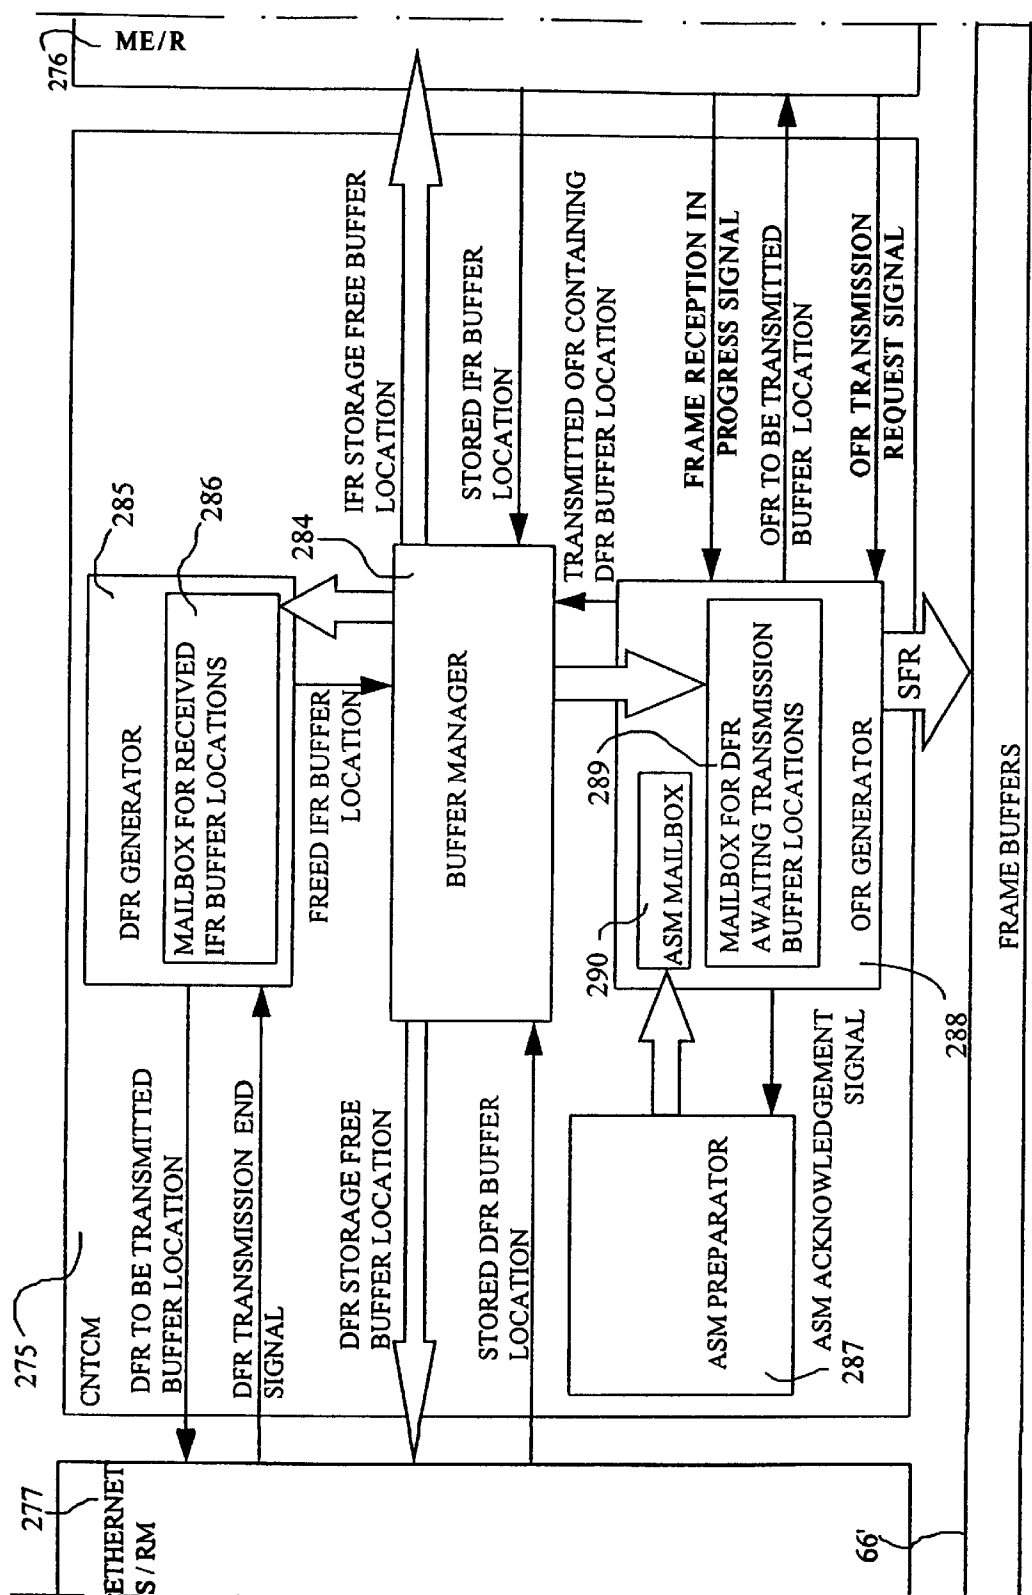 277
ETHERNET
S / RM
275
CNTCM
DFR TO BE TRANSMITTED
BUFFER LOCATION
DFR TRANSMISSION END
SIGNAL
DFR STORAGE FREE
BUFFER LOCATION
STORED DFR BUFFER
LOCATION
ASM PREPARATOR
287
ASM ACKNOWLEDGEMENT
SIGNAL
285
DFR GENERATOR
286
MAILBOX FOR RECEIVED
IFR BUFFER LOCATIONS
FREED IFR BUFFER
LOCATION
284
BUFFER MANAGER
290
ASM MAILBOX
289
MAILBOX FOR DFR
AWAITING TRANSMISSION
BUFFER LOCATIONS
OFR GENERATOR
288
SFR
276
ME/R
IFR STORAGE FREE BUFFER
LOCATION
STORED IFR BUFFER
LOCATION
TRANSMITTED OFR CONTAINING
DFR BUFFER LOCATION
FRAME RECEPTION IN
PROGRESS SIGNAL
OFR TO BE TRANSMITTED
BUFFER LOCATION
OFR TRANSMISSION
REQUEST SIGNAL
66'
FRAME BUFFERS